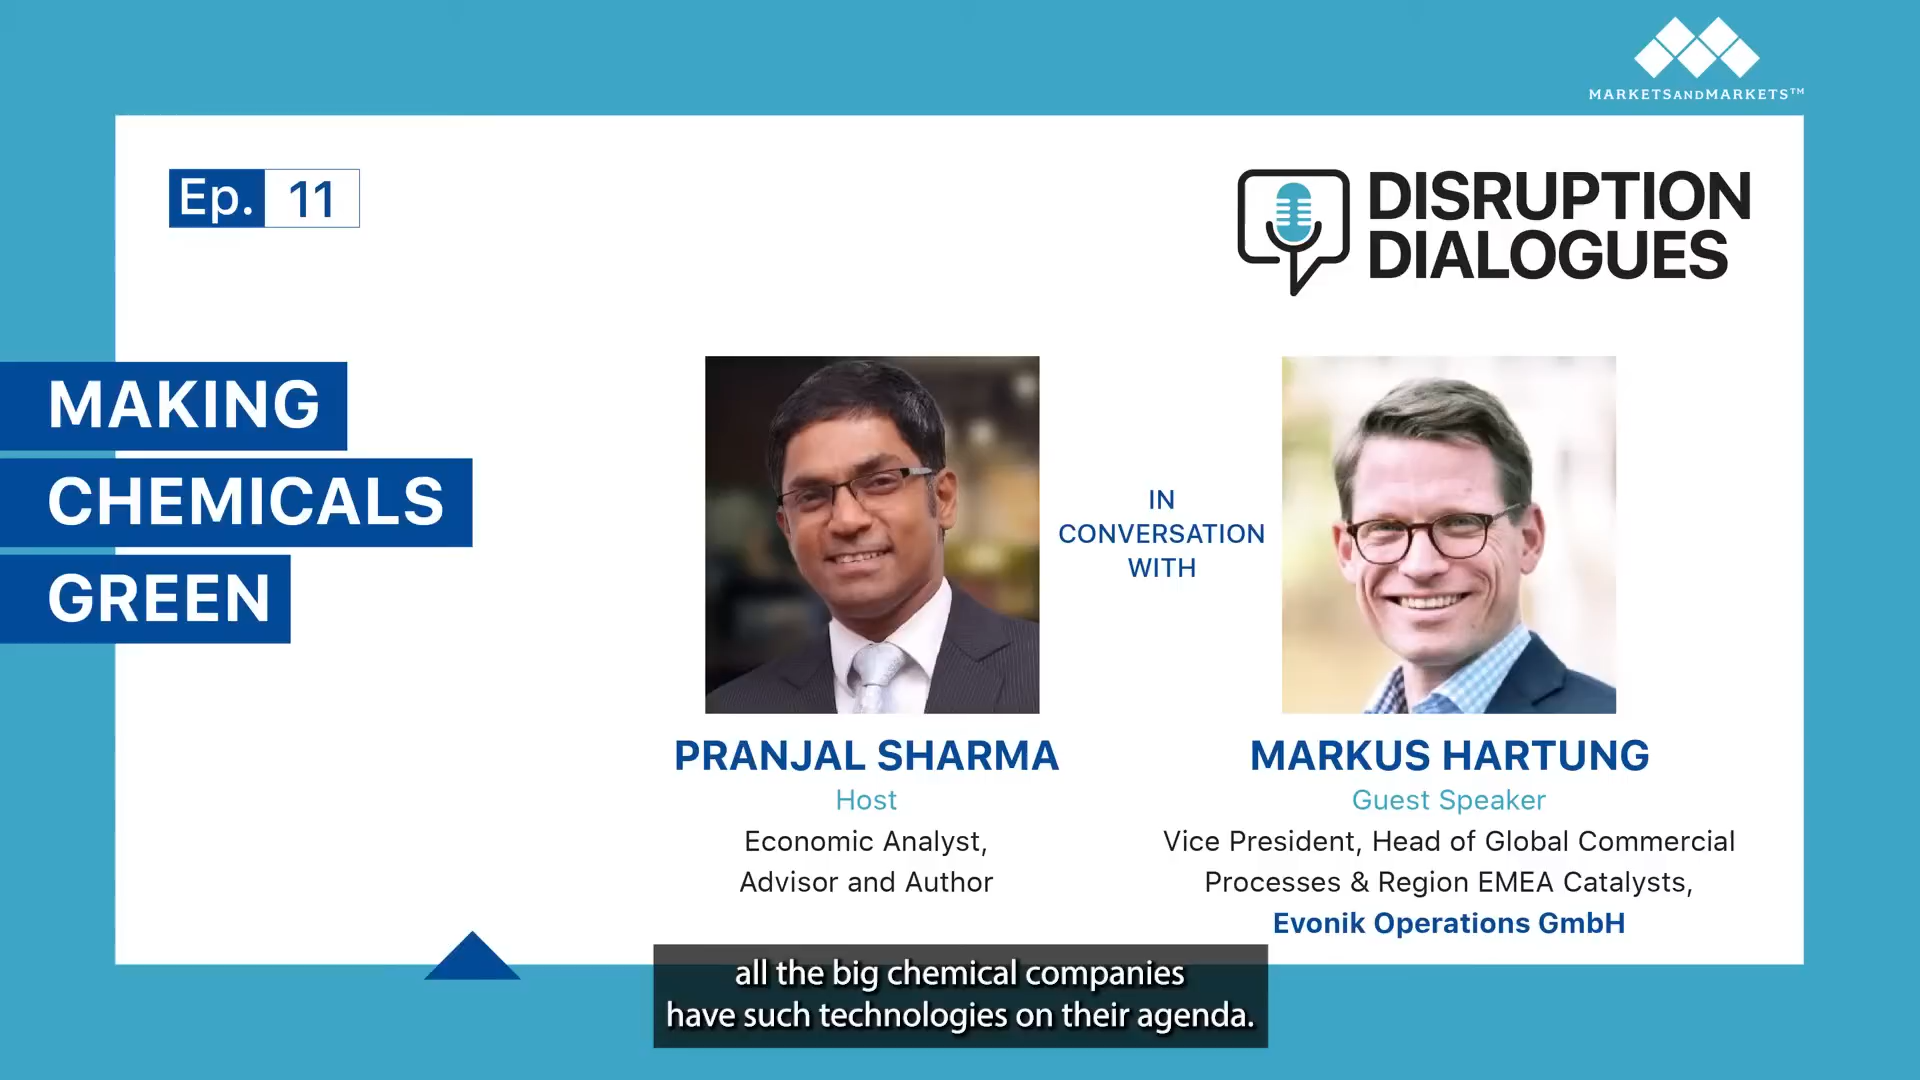 MARKETSANDMARKETS™
Ep. 11
DISRUPTION
DIALOGUES
MAKING
CHEMICALS
GREEN
IN
CONVERSATION
WITH
PRANJAL SHARMA
Host
Economic Analyst,
Advisor and Author
MARKUS HARTUNG
Guest Speaker
Vice President, Head of Global Commercial
Processes & Region EMEA Catalysts,
Evonik Operations GmbH
all the big chemical companies
have such technologies on their agenda.